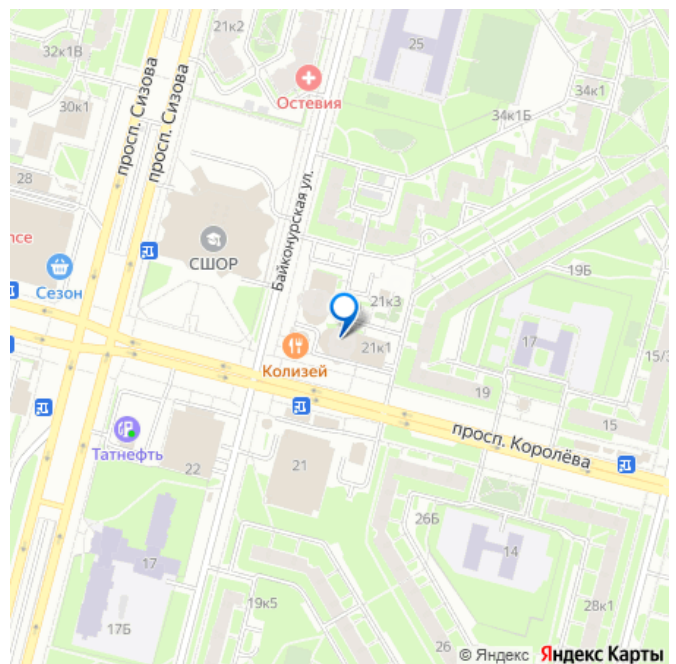 21к2
25
32к1В
просп. Сизова
просп. Сизова
Остевия
34к1
30к1
34к1Б
28
Байконурская ул.
nce
СШОР
Сезон
19Б
21к3
17
21к1
15/3
Колизей
19
15
просп. Королёва
Татнефть
22
21
26Б
17
14
19к5
28к1
17Б
26
© Яндекс Яндекс Карты